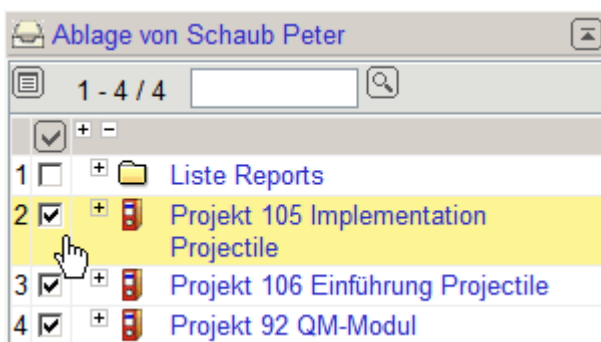 Ablage von Schaub Peter
1 - 4 / 4
1 Liste Reports
2 Projekt 105 Implementation
Projectile
3 Projekt 106 Einführung Projectile
4 Projekt 92 QM-Modul